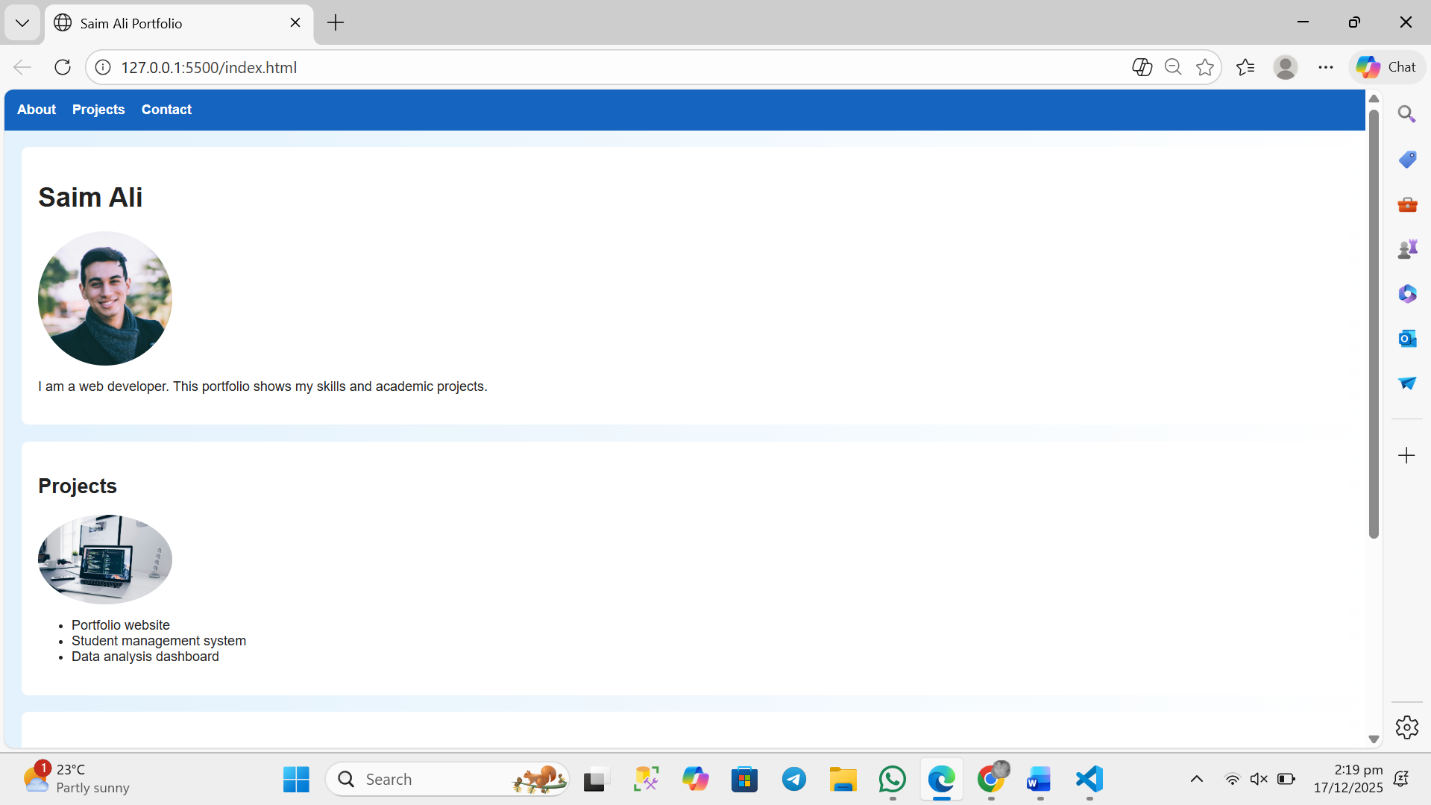 Saim Ali Portfolio
127.0.0.1:5500/index.html
Chat
About Projects Contact
Saim Ali
I am a web developer. This portfolio shows my skills and academic projects.
Projects
• Portfolio website
• Student management system
• Data analysis dashboard
1
23°C
Partly sunny
Search
2:19 pm
17/12/2025